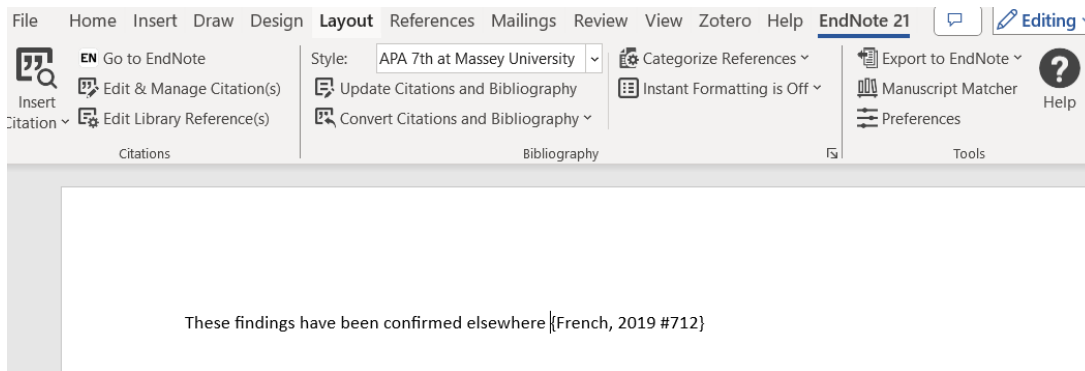 File Home Insert Draw Design Layout References Mailings Review View Zotero Help EndNote 21 Editing
Insert Citation
EN Go to EndNote
Edit & Manage Citation(s)
Edit Library Reference(s)
Citations
Style: APA 7th at Massey University
Update Citations and Bibliography
Convert Citations and Bibliography
Categorize References
Instant Formatting is Off
Bibliography
Export to EndNote
Manuscript Matcher
Preferences
Help
Tools
These findings have been confirmed elsewhere {French, 2019 #712}